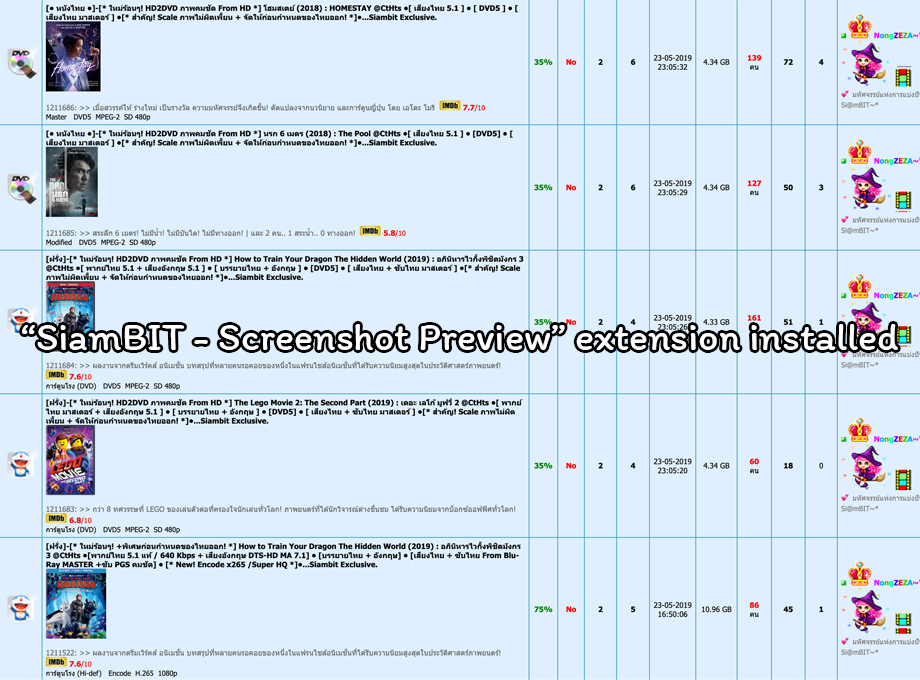 [● หนังไทย ●]-[* ใหม่ร้อนๆ! HD2DVD ภาพคมชัด From HD *] โฮมสเตย์ (2018) : HOMESTAY @CtHts ●[ เสียงไทย 5.1 ] ● [ DVD5 ] ● [
เสียงไทย มาสเตอร์ ] ●[* สำคัญ! Scale ภาพไม่ผิดเพี้ยน + จัดให้ก่อนกำหนดของไทยออก! *]●...Siambit Exclusive.
DVD
Homestay
1211686: >> เมื่อสวรรค์ให้ ร่างใหม่ เป็นรางวัล ความมหัศจรรย์จึงเกิดขึ้น! ดัดแปลงจากนวนิยาย และการ์ตูนญี่ปุ่น โดย เอโตะ โมริ IMDb 7.7/10
Master DVD5 MPEG-2 SD 480p
35% No 2 6 23-05-2019 4.34 GB 139 72 4
23:05:32 คน
NongZEZA~
💕 มหัศจรรย์แห่งการแบ่งปั
Si@mBIT~*
[● หนังไทย ●]-[* ใหม่ร้อนๆ! HD2DVD ภาพคมชัด From HD *] นรก 6 เมตร (2018) : The Pool @CtHts ●[ เสียงไทย 5.1 ] ● [DVD5] ● [
เสียงไทย มาสเตอร์ ] ●[* สำคัญ! Scale ภาพไม่ผิดเพี้ยน + จัดให้ก่อนกำหนดของไทยออก! *]●...Siambit Exclusive.
DVD
1211685: >> สระลึก 6 เมตร! ไม่มีน้ำ! ไม่มีบันได! ไม่มีทางออก! | และ 2 คน.. 1 สระน้ำ.. 0 ทางออก! IMDb 5.8/10
Modified DVD5 MPEG-2 SD 480p
35% No 2 6 23-05-2019 4.34 GB 127 50 3
23:05:29 คน
NongZEZA~
💕 มหัศจรรย์แห่งการแบ่งปั
Si@mBIT~*
[ฝรั่ง]-[* ใหม่ร้อนๆ! HD2DVD ภาพคมชัด From HD *] How to Train Your Dragon The Hidden World (2019) : อภินิหารไวกิ้งพิชิตมังกร 3
@CtHts ●[ พากย์ไทย 5.1 + เสียงอังกฤษ 5.1 ] ● [ บรรยายไทย + อังกฤษ ] ● [DVD5] ● [ เสียงไทย + ซับไทย มาสเตอร์ ] ●[* สำคัญ! Scale
ภาพไม่ผิดเพี้ยน + จัดให้ก่อนกำหนดของไทยออก! *]●...Siambit Exclusive.
35% No 2 4 23-05-2019 4.33 GB 161 51 1
23:05:26
NongZEZA~
“SiamBIT - Screenshot Preview” extension installed
1211684: >> ผลงานจากดรีมเวิร์คส์ อนิเมชั่น บทสรุปที่หลายคนรอคอยของหนึ่งในแฟรนไชส์อนิเมชั่นที่ได้รับความนิยมสูงสุดในประวัติศาสตร์ภาพยนตร์!
IMDb 7.6/10
การ์ตูนโรง (DVD) DVD5 MPEG-2 SD 480p
มหัศจรรย์แห่งการแบ่งปั
Si@mBIT~*
[ฝรั่ง]-[* ใหม่ร้อนๆ! HD2DVD ภาพคมชัด From HD *] The Lego Movie 2: The Second Part (2019) : เดอะ เลโก้ มูฟวี่ 2 @CtHts ●[ พากย์
ไทย มาสเตอร์ + เสียงอังกฤษ 5.1 ] ● [ บรรยายไทย + อังกฤษ ] ● [DVD5] ● [ เสียงไทย + ซับไทย มาสเตอร์ ] ●[* สำคัญ! Scale ภาพไม่ผิด
เพี้ยน + จัดให้ก่อนกำหนดของไทยออก! *]●...Siambit Exclusive.
1211683: >> กว่า 8 ทศวรรษที่ LEGO ของเล่นตัวต่อที่ครองใจนักเล่นทั่วโลก! ภาพยนตร์ที่ได้นักวิจารณ์ต่างชื่นชม ได้รับความนิยมจากบ็อกซ์ออฟฟิศทั่วโลก!
IMDb 6.8/10
การ์ตูนโรง (DVD) DVD5 MPEG-2 SD 480p
35% No 2 4 23-05-2019 4.34 GB 60 18 0
23:05:20 คน
NongZEZA~
💕 มหัศจรรย์แห่งการแบ่งปั
Si@mBIT~*
[ฝรั่ง]-[* ใหม่ร้อนๆ! +พิเศษก่อนกำหนดของไทยออก! *] How to Train Your Dragon The Hidden World (2019) : อภินิหารไวกิ้งพิชิตมังกร
3 @CtHts ●[พากย์ไทย 5.1 แท้ / 640 Kbps + เสียงอังกฤษ DTS-HD MA 7.1] ● [บรรยายไทย + อังกฤษ] ● [เสียงไทย + ซับไทย From Blu-
Ray MASTER +ซับ PGS คมชัด] ● [* New! Encode x265 /Super HQ *]●...Siambit Exclusive.
1211522: >> ผลงานจากดรีมเวิร์คส์ อนิเมชั่น บทสรุปที่หลายคนรอคอยของหนึ่งในแฟรนไชส์อนิเมชั่นที่ได้รับความนิยมสูงสุดในประวัติศาสตร์ภาพยนตร์!
IMDb 7.6/10
การ์ตูนโรง (Hi-def) Encode H.265 1080p
75% No 2 5 23-05-2019 10.96 GB 86 45 1
16:50:06 คน
NongZEZA~
💕 มหัศจรรย์แห่งการแบ่งปั
Si@mBIT~*